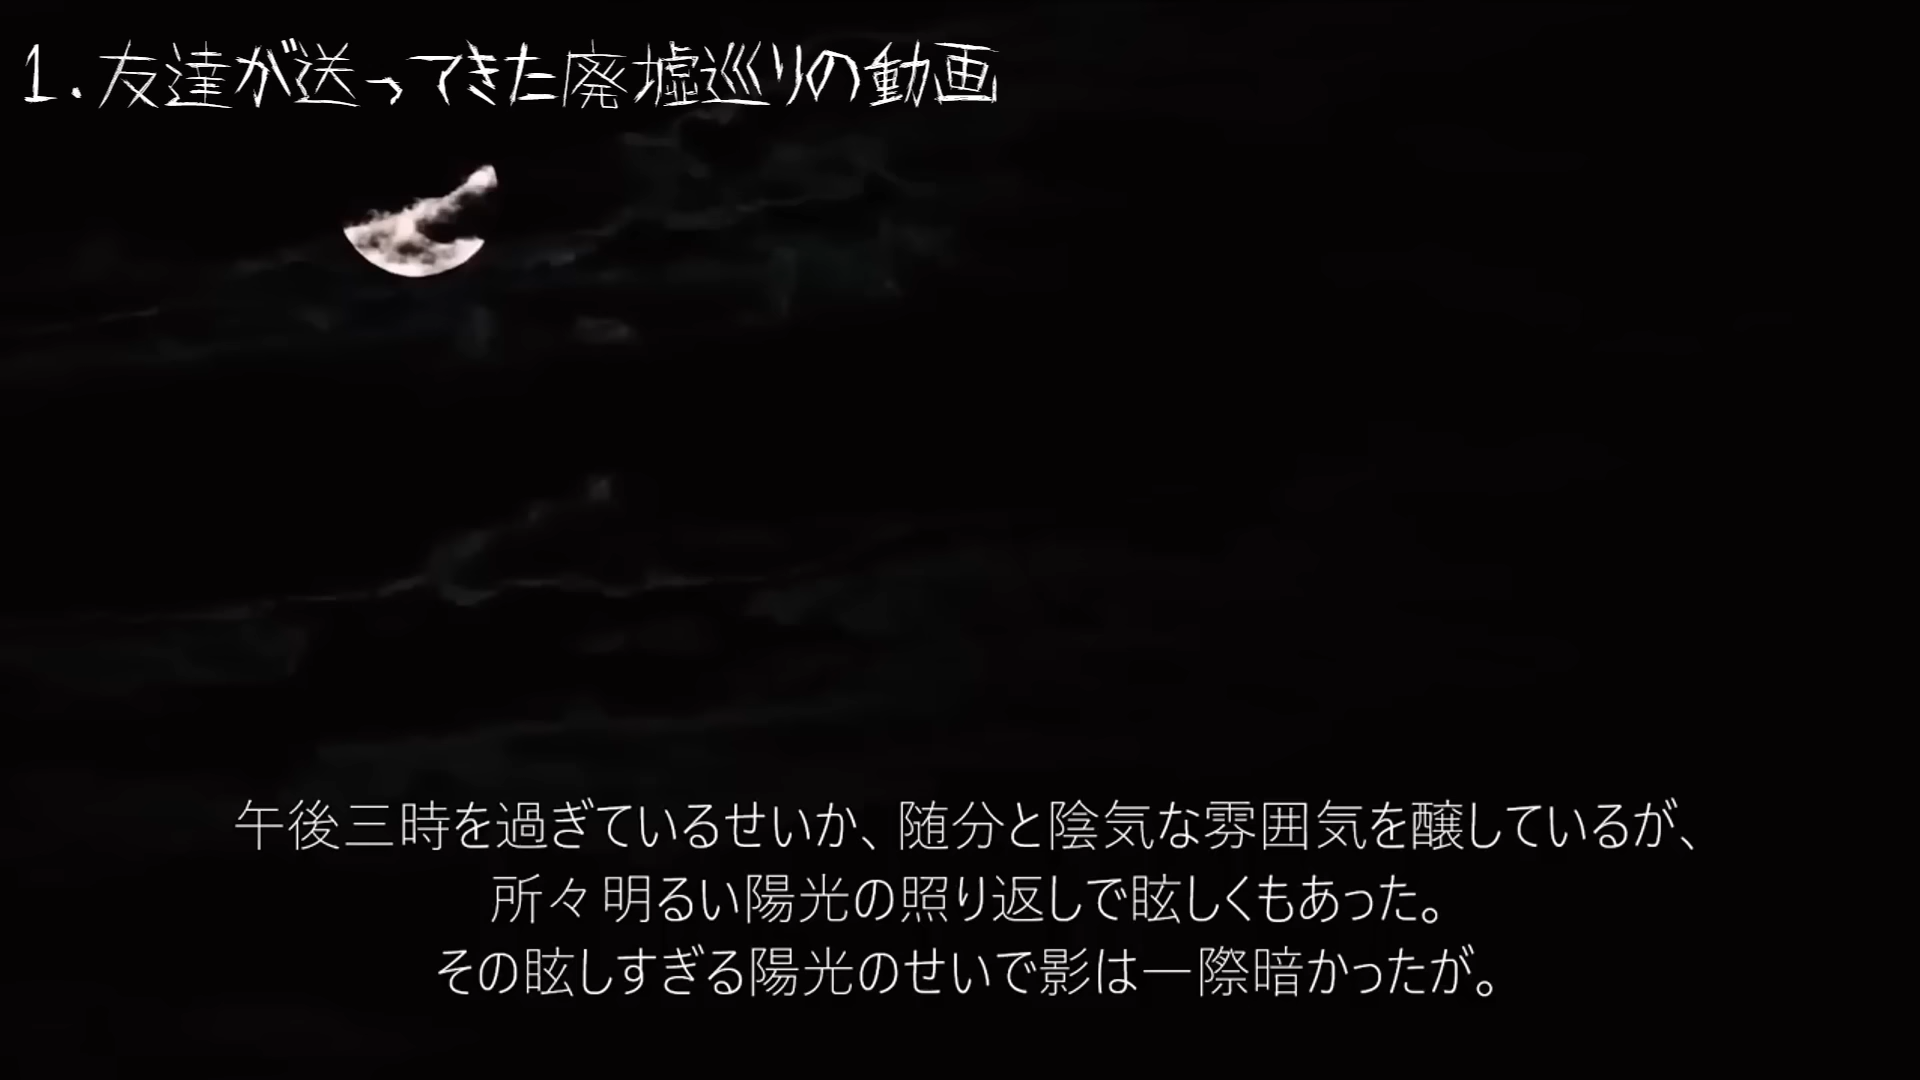 1.友達が送ってきた廃墟巡りの動画
午後三時を過ぎているせいか、随分と陰気な雰囲気を醸しているが、
所々明るい陽光の照り返しで眩しくもあった。
その眩しすぎる陽光のせいで影は一際暗かったが。